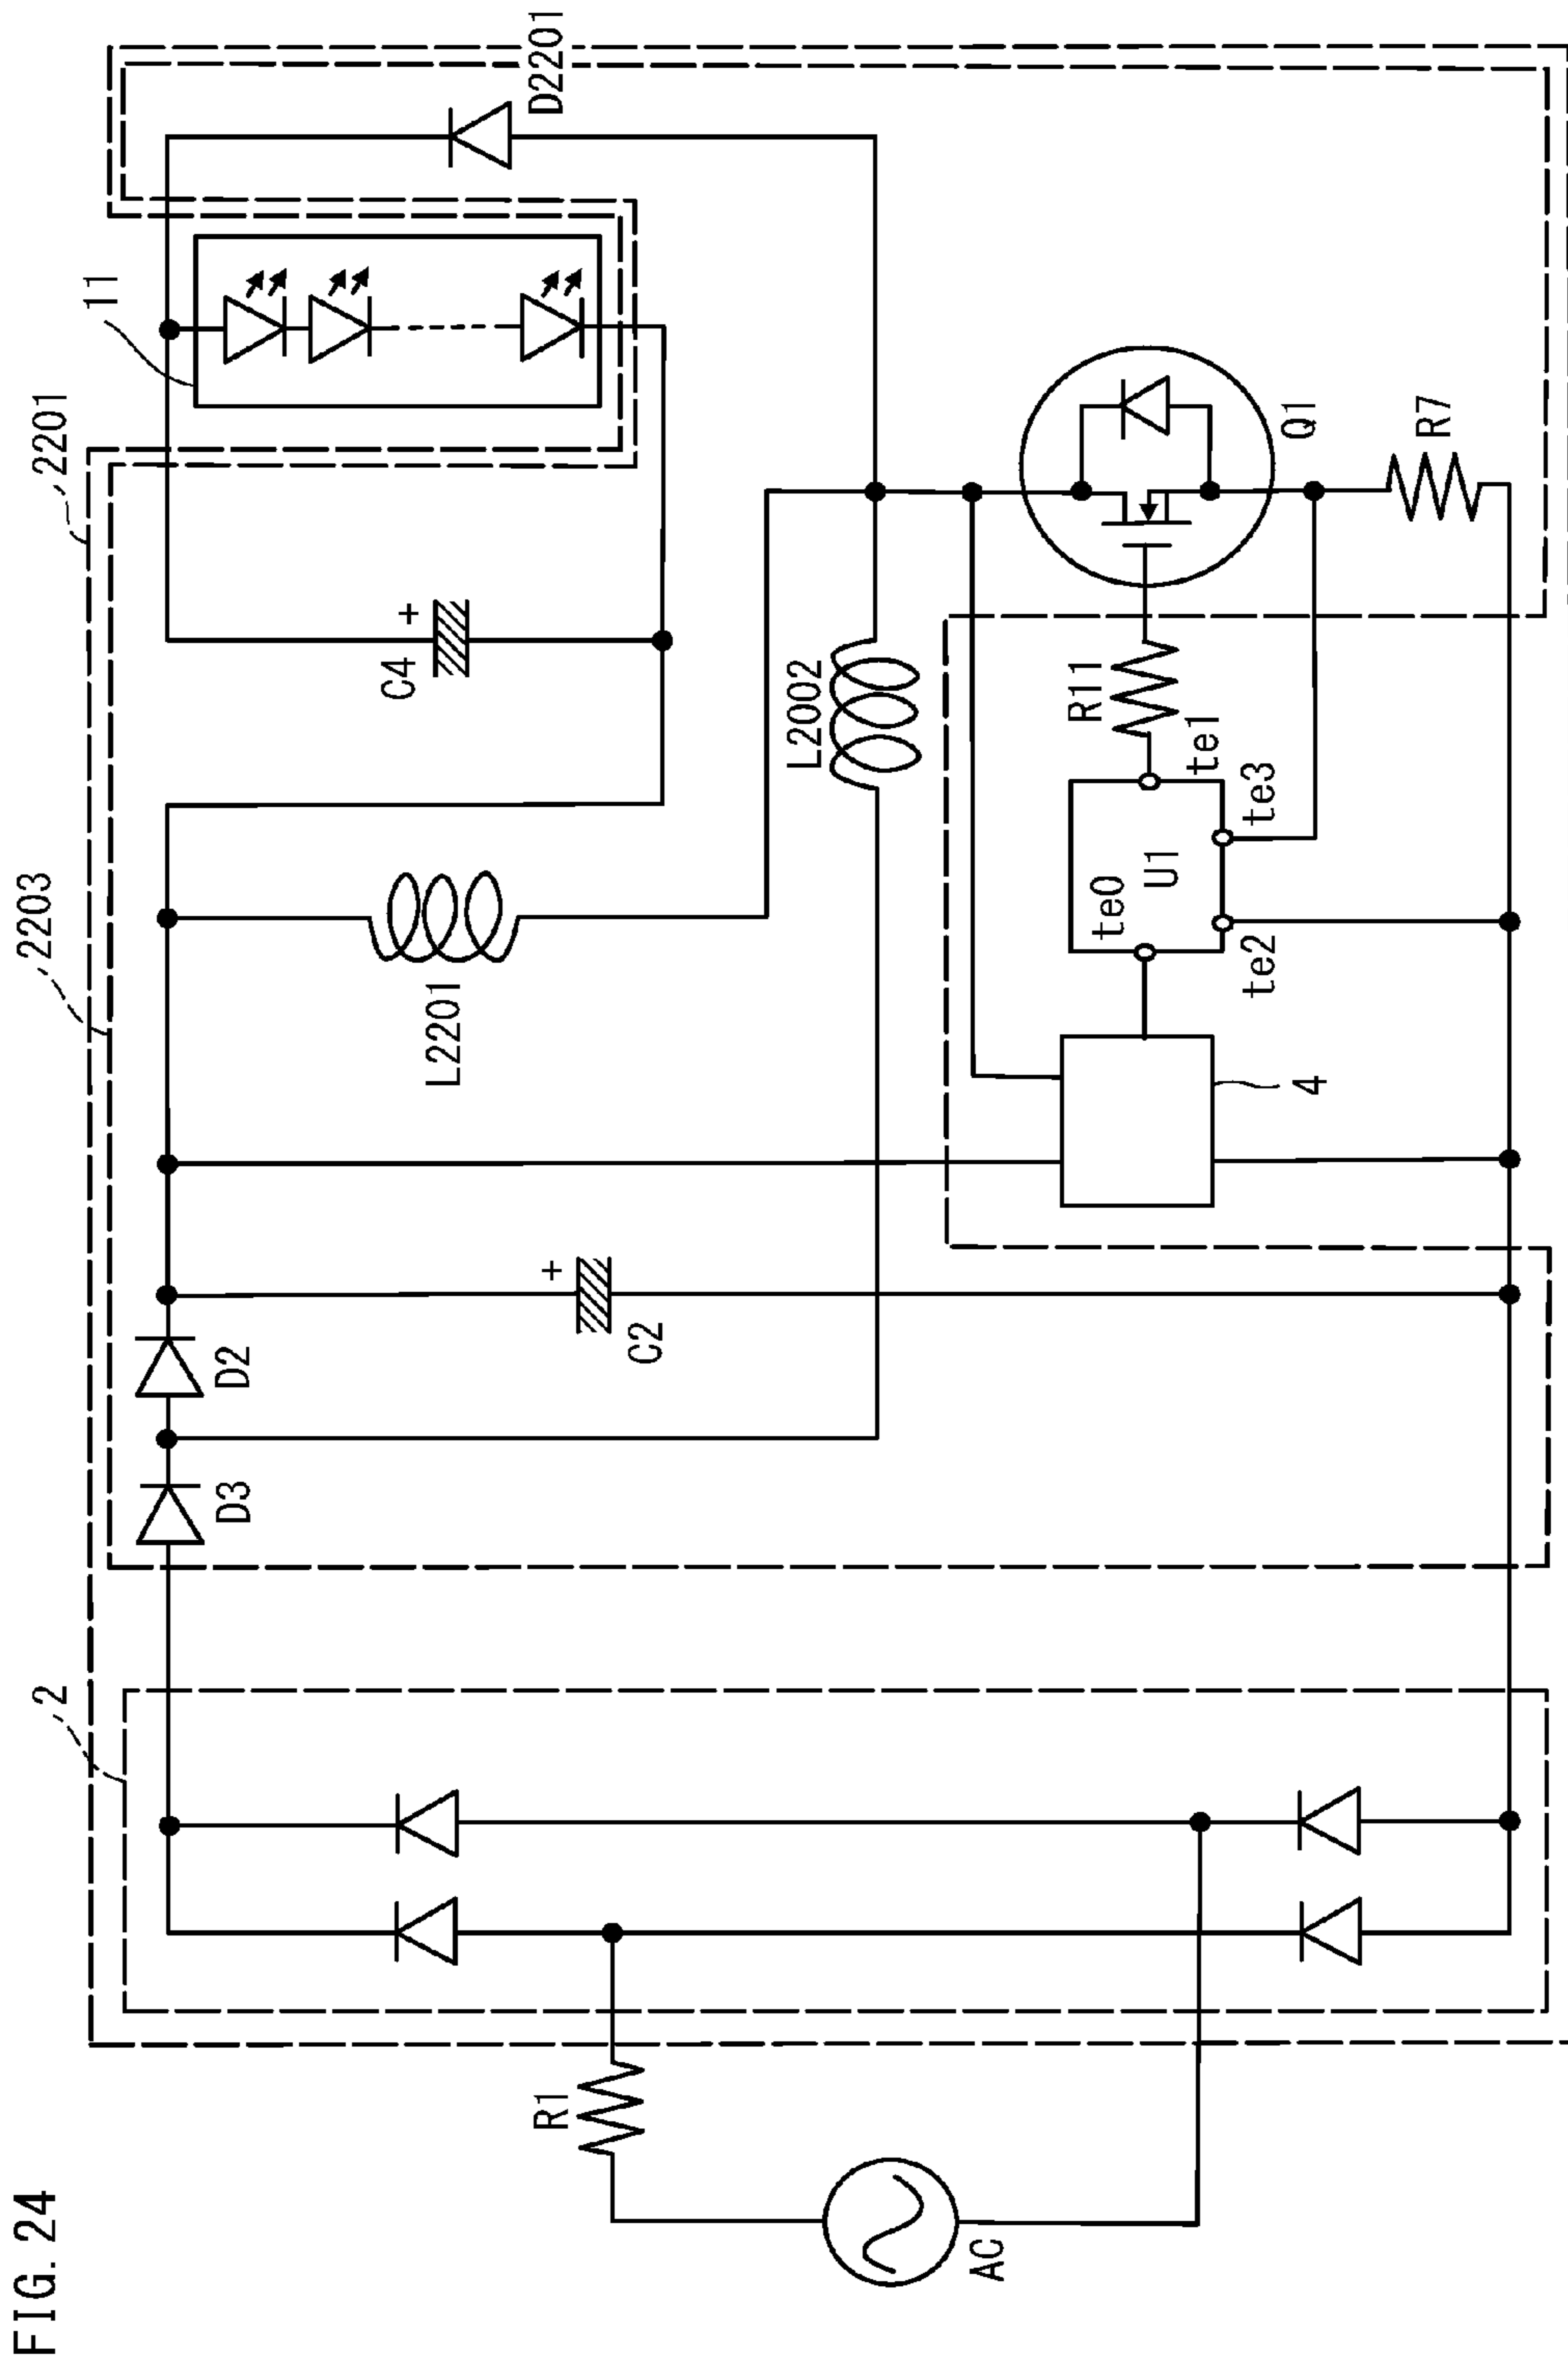 FIG. 24
2201
2203
2
11
D3
D2
C2
L2201
C4
D2201
L2002
R1
AC
4
te0
U1
te1
te2
te3
R11
Q1
R7
+
+